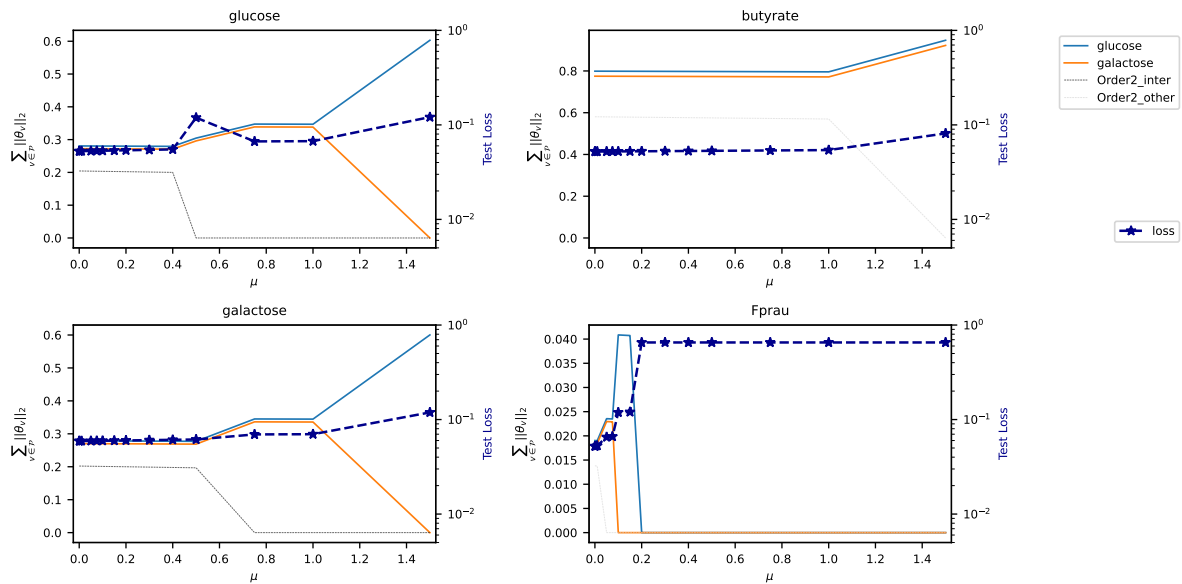 glucose
0.6
0.5
0.4
0.3
0.2
0.1
0.0
∑ ||θᵥ||₂
v ∈ 𝒫
10⁰
10⁻¹
10⁻²
Test Loss
0.0 0.2 0.4 0.6 0.8 1.0 1.2 1.4
μ
butyrate
0.8
0.6
0.4
0.2
0.0
∑ ||θᵥ||₂
v ∈ 𝒫
10⁰
10⁻¹
10⁻²
Test Loss
0.0 0.2 0.4 0.6 0.8 1.0 1.2 1.4
μ
glucose
galactose
Order2_inter
Order2_other
loss
galactose
0.6
0.5
0.4
0.3
0.2
0.1
0.0
∑ ||θᵥ||₂
v ∈ 𝒫
10⁰
10⁻¹
10⁻²
Test Loss
0.0 0.2 0.4 0.6 0.8 1.0 1.2 1.4
μ
Fprau
0.040
0.035
0.030
0.025
0.020
0.015
0.010
0.005
0.000
∑ ||θᵥ||₂
v ∈ 𝒫
10⁰
10⁻¹
10⁻²
Test Loss
0.0 0.2 0.4 0.6 0.8 1.0 1.2 1.4
μ